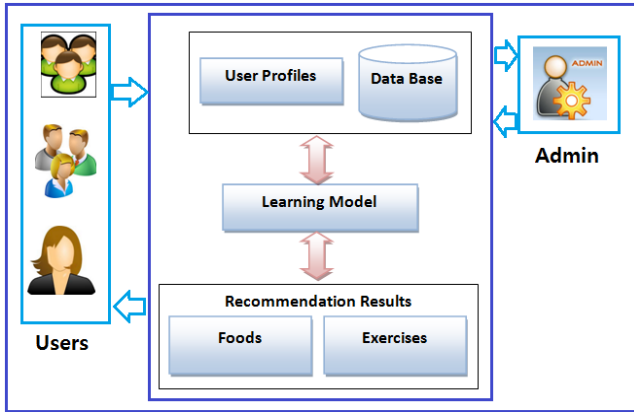 User Profiles
Data Base
ADMIN
Admin
Learning Model
Recommendation Results
Foods
Exercises
Users